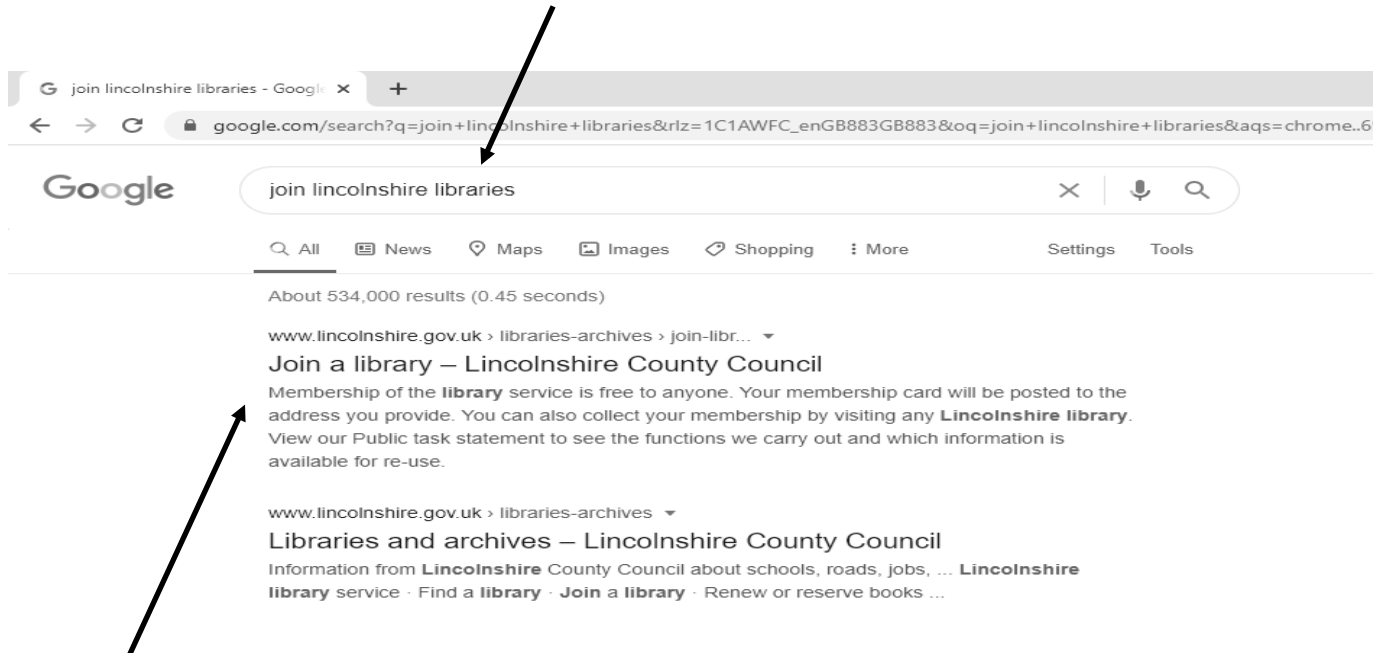 join lincolnshire libraries - Googl
google.com/search?q=join+lincolnshire+libraries&rlz=1C1AWFC_enGB883GB883&oq=join+lincolnshire+libraries&aqs=chrome..6
Google
join lincolnshire libraries
All News Maps Images Shopping More Settings Tools
About 534,000 results (0.45 seconds)
www.lincolnshire.gov.uk › libraries-archives › join-libr...
Join a library – Lincolnshire County Council
Membership of the library service is free to anyone. Your membership card will be posted to the
address you provide. You can also collect your membership by visiting any Lincolnshire library.
View our Public task statement to see the functions we carry out and which information is
available for re-use.
www.lincolnshire.gov.uk › libraries-archives
Libraries and archives – Lincolnshire County Council
Information from Lincolnshire County Council about schools, roads, jobs, ... Lincolnshire
library service · Find a library · Join a library · Renew or reserve books ...